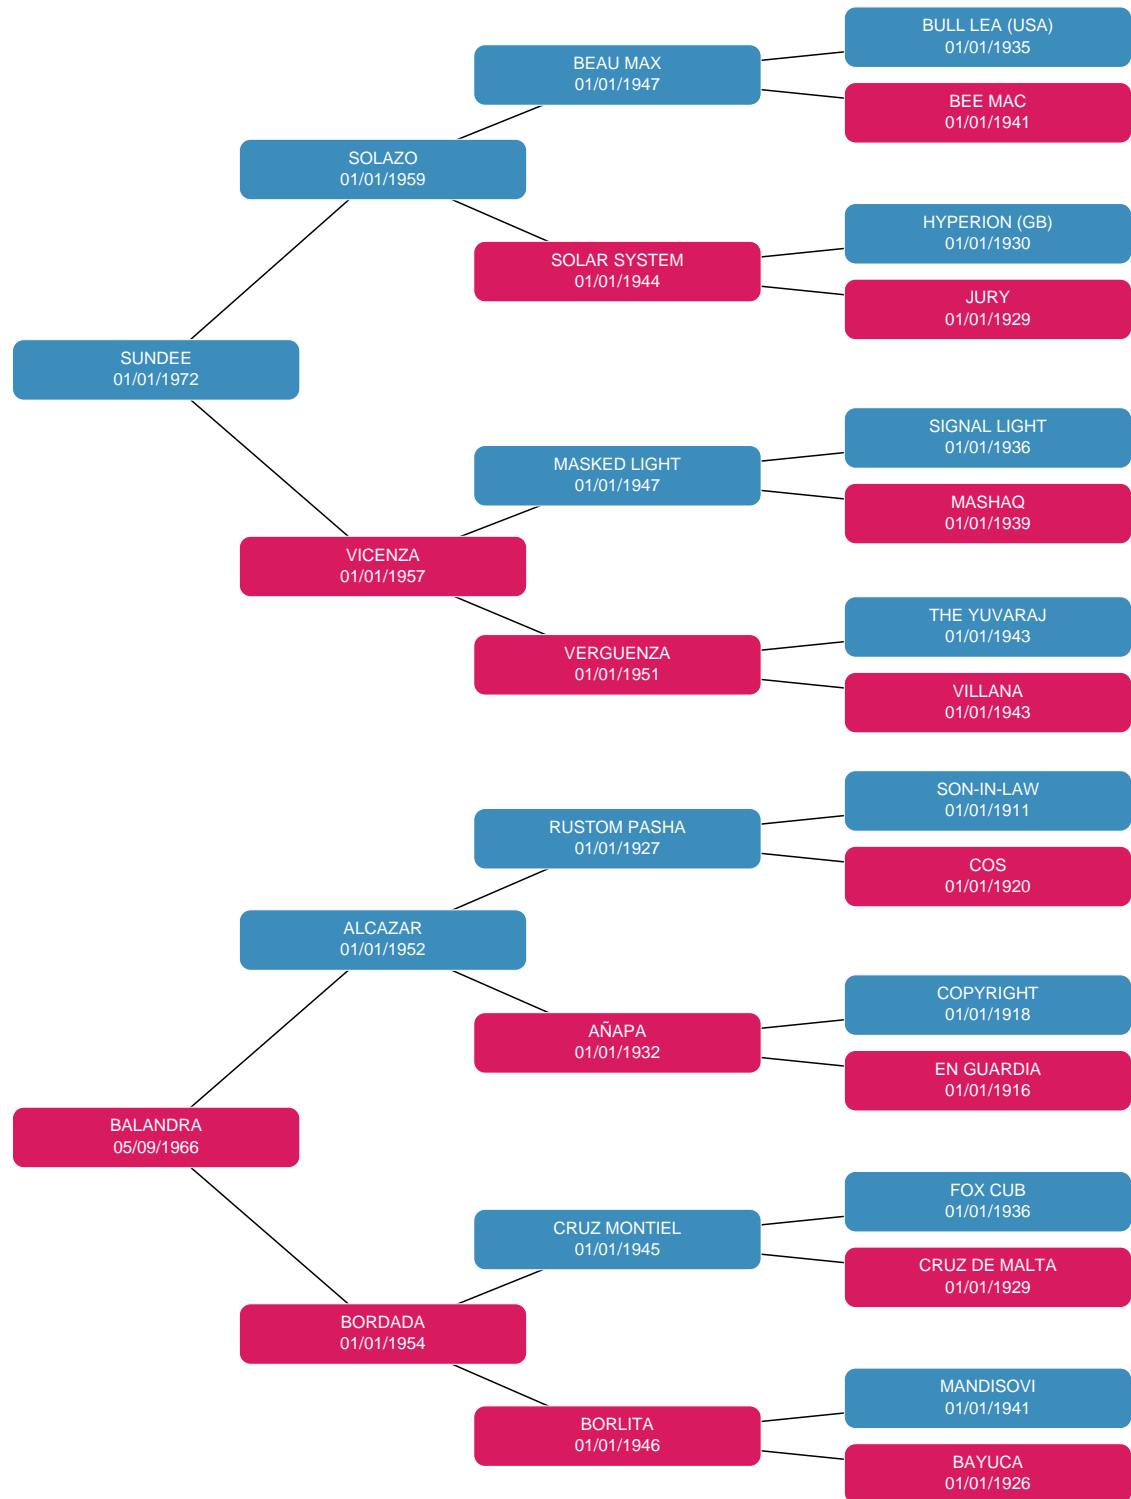 BULL LEA (USA)
01/01/1935
BEAU MAX
01/01/1947
BEE MAC
01/01/1941
SOLAZO
01/01/1959
HYPERION (GB)
01/01/1930
SOLAR SYSTEM
01/01/1944
JURY
01/01/1929
SUNDEE
01/01/1972
SIGNAL LIGHT
01/01/1936
MASKED LIGHT
01/01/1947
MASHAQ
01/01/1939
VICENZA
01/01/1957
THE YUVARAJ
01/01/1943
VERGUENZA
01/01/1951
VILLANA
01/01/1943
SON-IN-LAW
01/01/1911
RUSTOM PASHA
01/01/1927
COS
01/01/1920
ALCAZAR
01/01/1952
COPYRIGHT
01/01/1918
AÑAPA
01/01/1932
EN GUARDIA
01/01/1916
BALANDRA
05/09/1966
FOX CUB
01/01/1936
CRUZ MONTIEL
01/01/1945
CRUZ DE MALTA
01/01/1929
BORDADA
01/01/1954
MANDISOVI
01/01/1941
BORLITA
01/01/1946
BAYUCA
01/01/1926